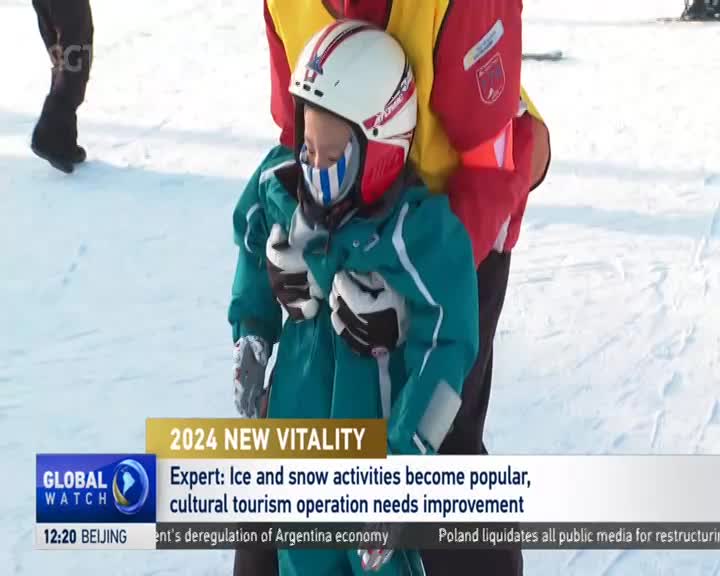 CGT
2024 NEW VITALITY
GLOBAL
WATCH
Expert: Ice and snow activities become popular,
cultural tourism operation needs improvement
12:20 BEIJING
ent's deregulation of Argentina economy
Poland liquidates all public media for restructurin